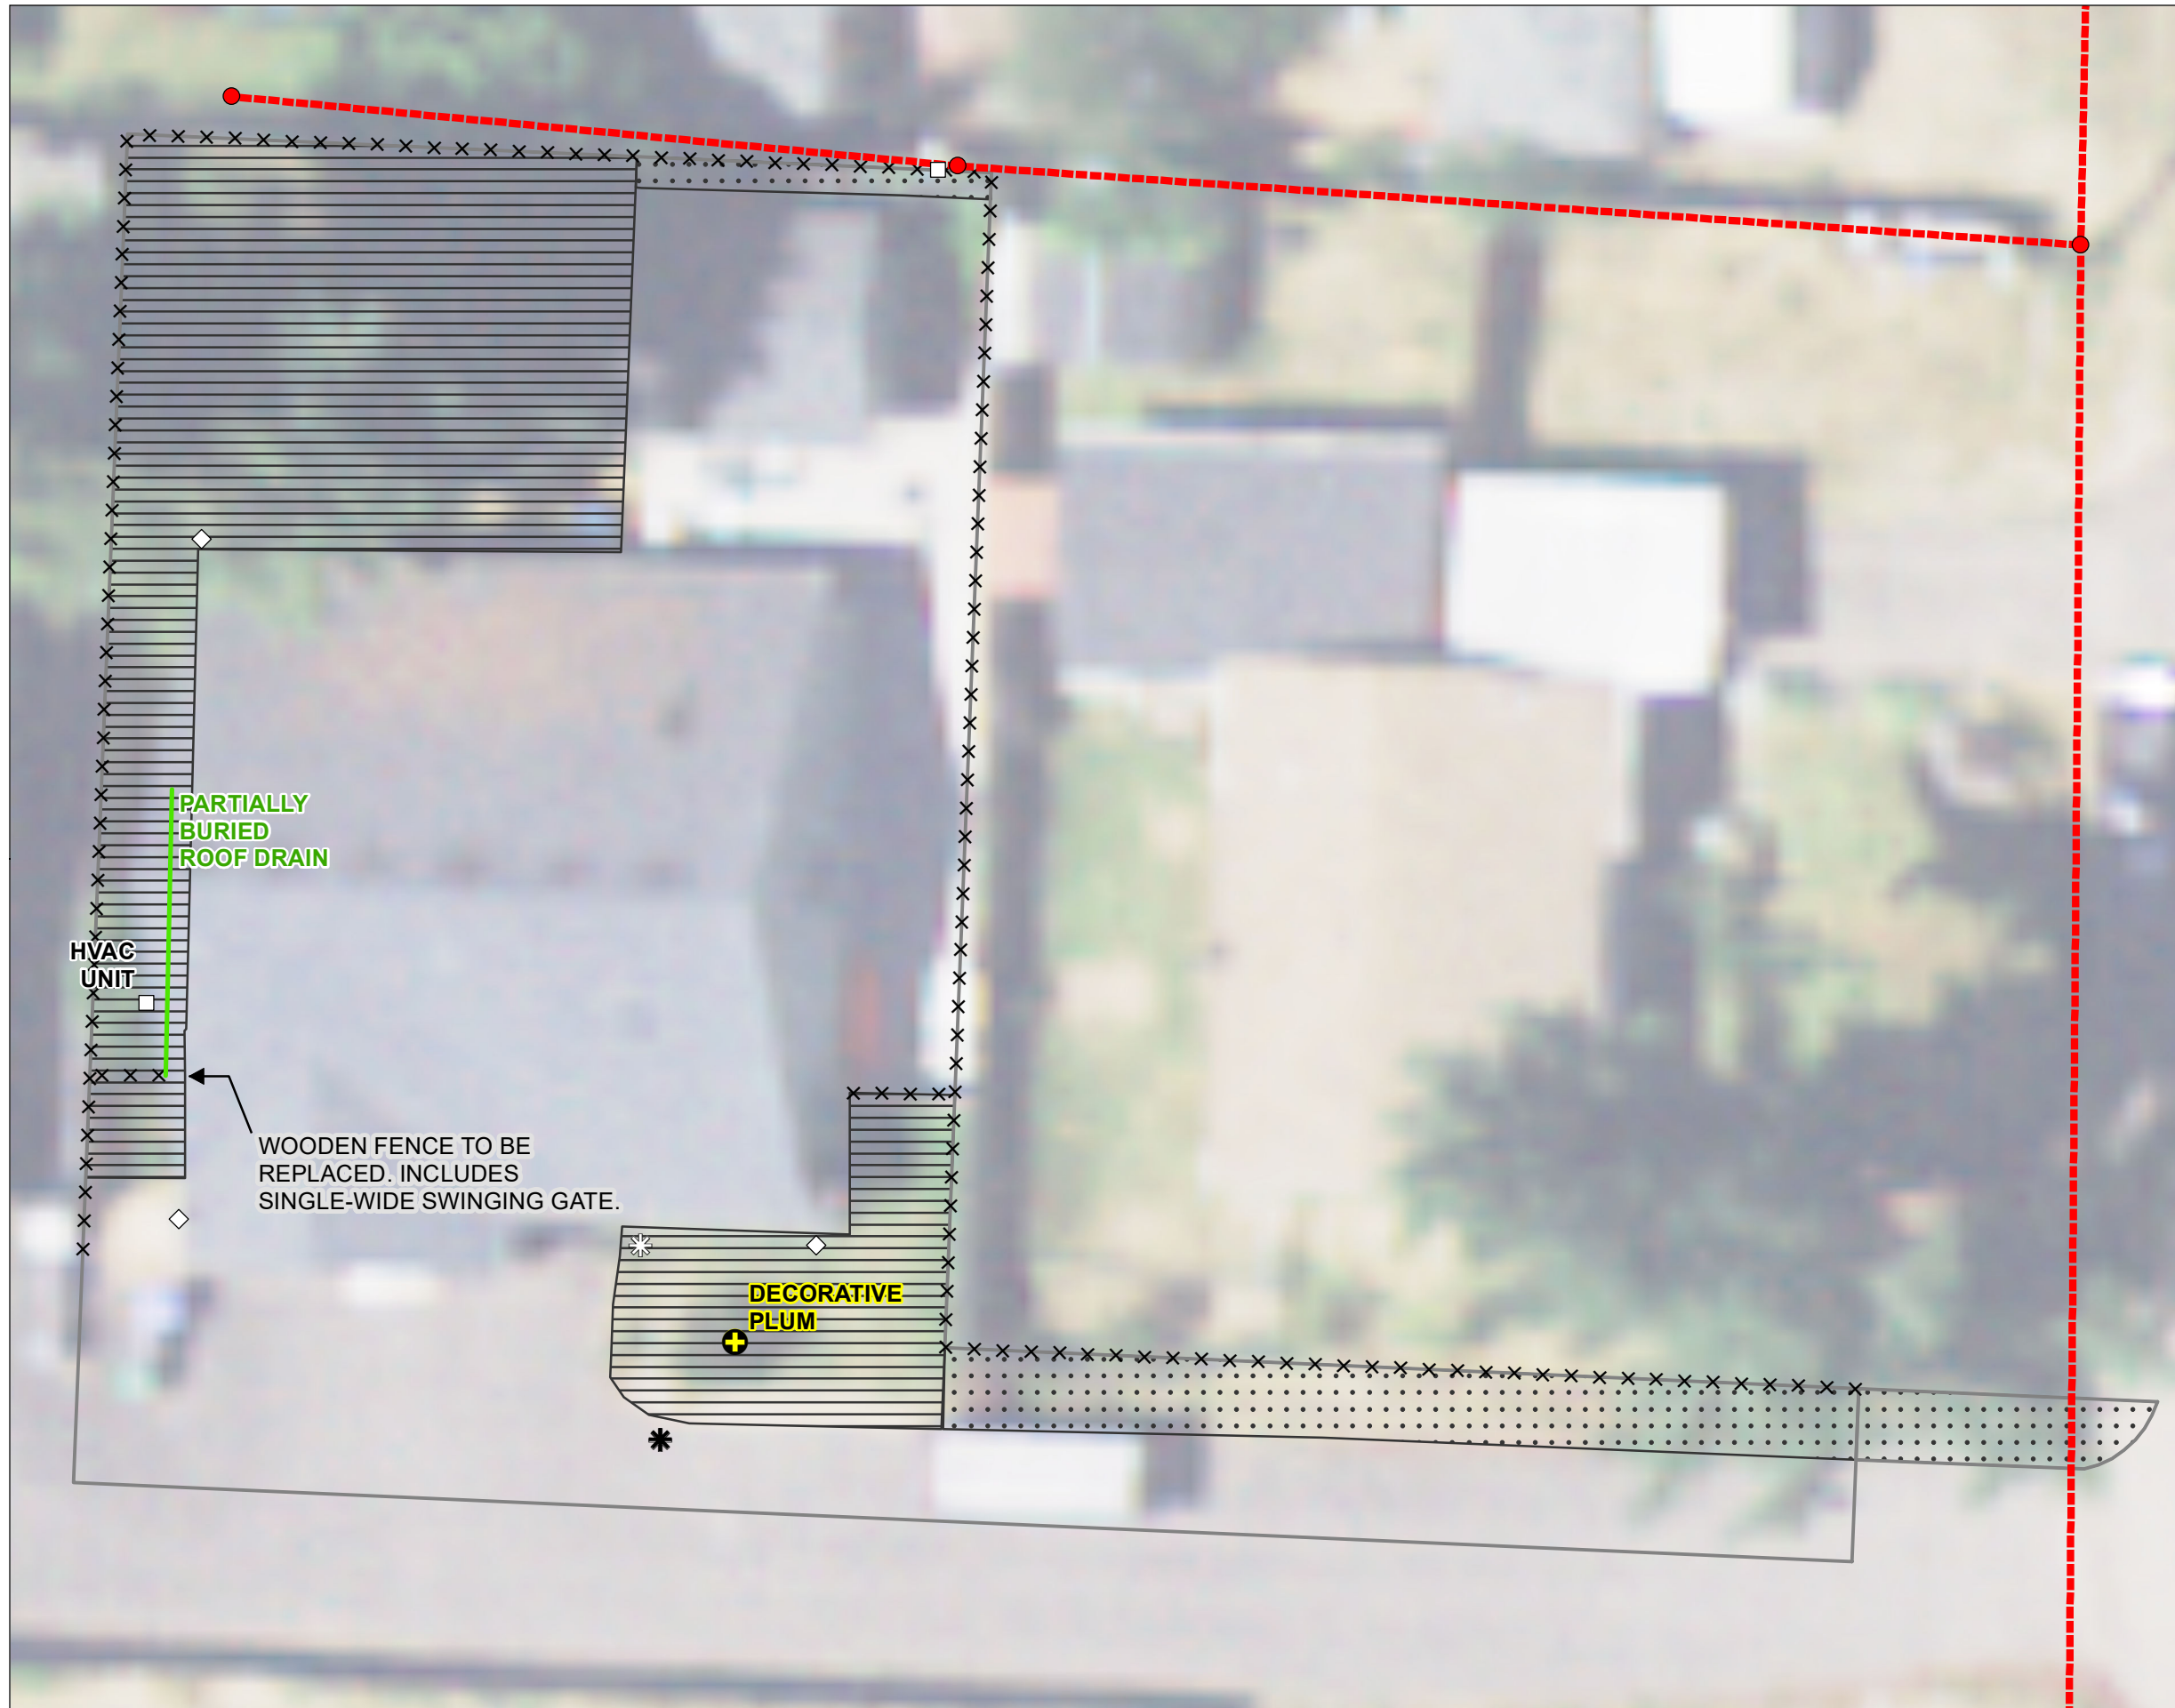 PARTIALLY
BURIED
ROOF DRAIN
HVAC
UNIT
WOODEN FENCE TO BE
REPLACED. INCLUDES
SINGLE-WIDE SWINGING GATE.
DECORATIVE
PLUM